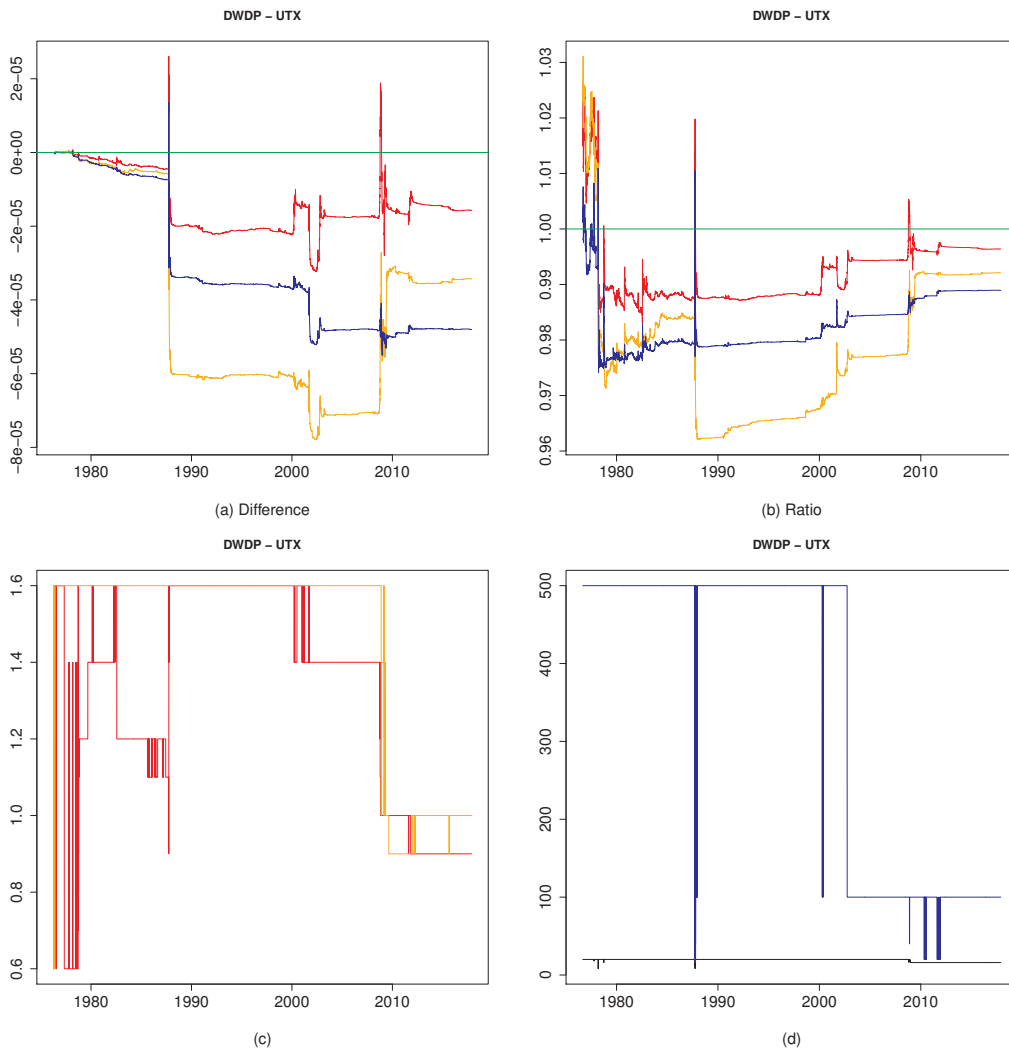 DWDP – UTX
2e−05
0e+00
−2e−05
−4e−05
−6e−05
−8e−05
1980 1990 2000 2010
(a) Difference
DWDP – UTX
1.03
1.02
1.01
1.00
0.99
0.98
0.97
0.96
1980 1990 2000 2010
(b) Ratio
DWDP – UTX
1.6
1.4
1.2
1.0
0.8
0.6
1980 1990 2000 2010
(c)
DWDP – UTX
500
400
300
200
100
0
1980 1990 2000 2010
(d)